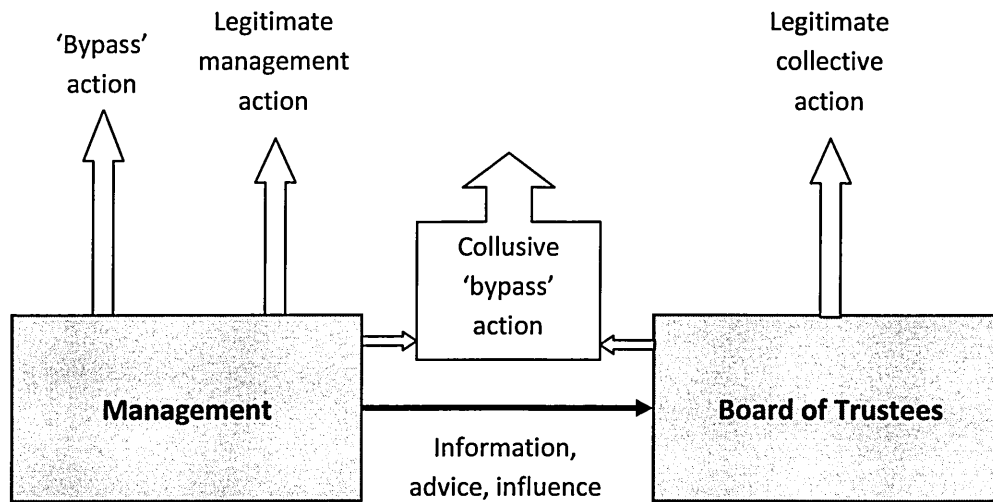 ‘Bypass’
action
Legitimate
management
action
Legitimate
collective
action
Collusive
‘bypass’
action
Management
Board of Trustees
Information,
advice, influence